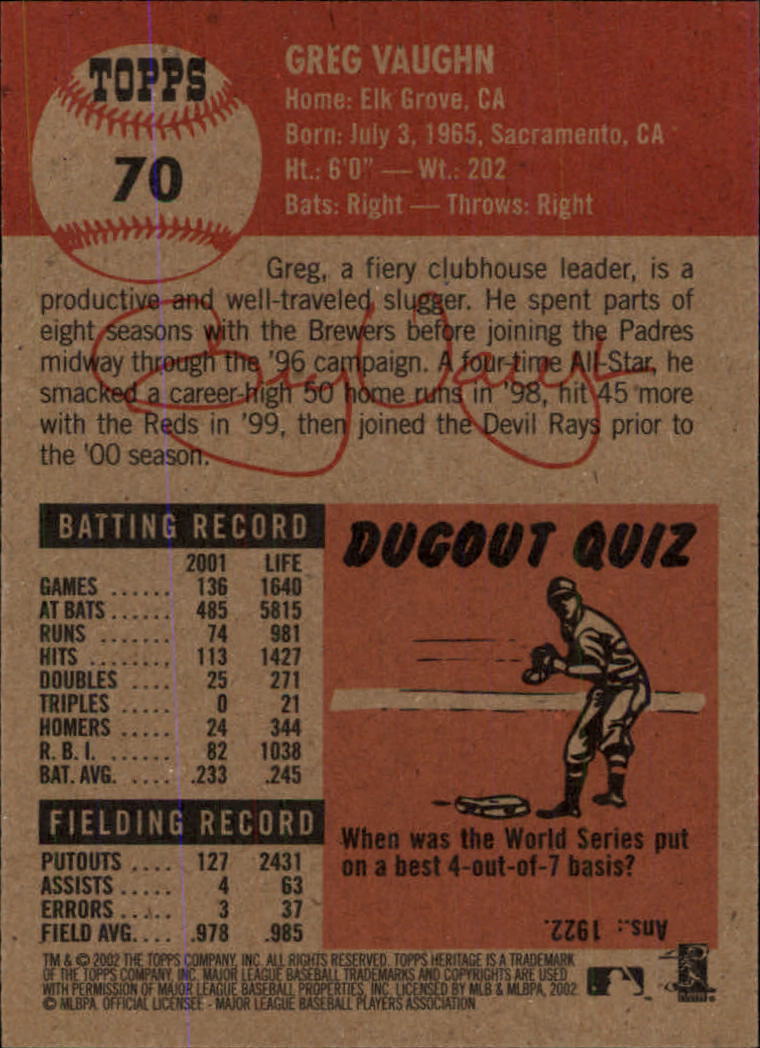 TOPPS
70
GREG VAUGHN
Home: Elk Grove, CA
Born: July 3, 1965, Sacramento, CA
Ht.: 6'0" — Wt.: 202
Bats: Right — Throws: Right
Greg, a fiery clubhouse leader, is a
productive and well-traveled slugger. He spent parts of
eight seasons with the Brewers before joining the Padres
midway through the '96 campaign. A four-time All-Star, he
smacked a career-high 50 home runs in '98, hit 45 more
with the Reds in '99, then joined the Devil Rays prior to
the '00 season.
Greg Vaughn
BATTING RECORD
2001 LIFE
GAMES ...... 136 1640
AT BATS ...... 485 5815
RUNS ....... 74 981
HITS ........ 113 1427
DOUBLES .... 25 271
TRIPLES ..... 0 21
HOMERS .... 24 344
R.B.I. ...... 82 1038
BAT. AVG. .... .233 .245
FIELDING RECORD
PUTOUTS .... 127 2431
ASSISTS ..... 4 63
ERRORS ..... 3 37
FIELD AVG.... .978 .985
DUGOUT QUIZ
When was the World Series put
on a best 4-out-of-7 basis?
Ans.: 1922.
TM & © 2002 THE TOPPS COMPANY, INC. ALL RIGHTS RESERVED. TOPPS HERITAGE IS A TRADEMARK
OF THE TOPPS COMPANY, INC. MAJOR LEAGUE BASEBALL TRADEMARKS AND COPYRIGHTS ARE USED
WITH PERMISSION OF MAJOR LEAGUE BASEBALL PROPERTIES, INC. LICENSED BY MLB & MLBPA, 2002
© MLBPA. OFFICIAL LICENSEE - MAJOR LEAGUE BASEBALL PLAYERS ASSOCIATION.